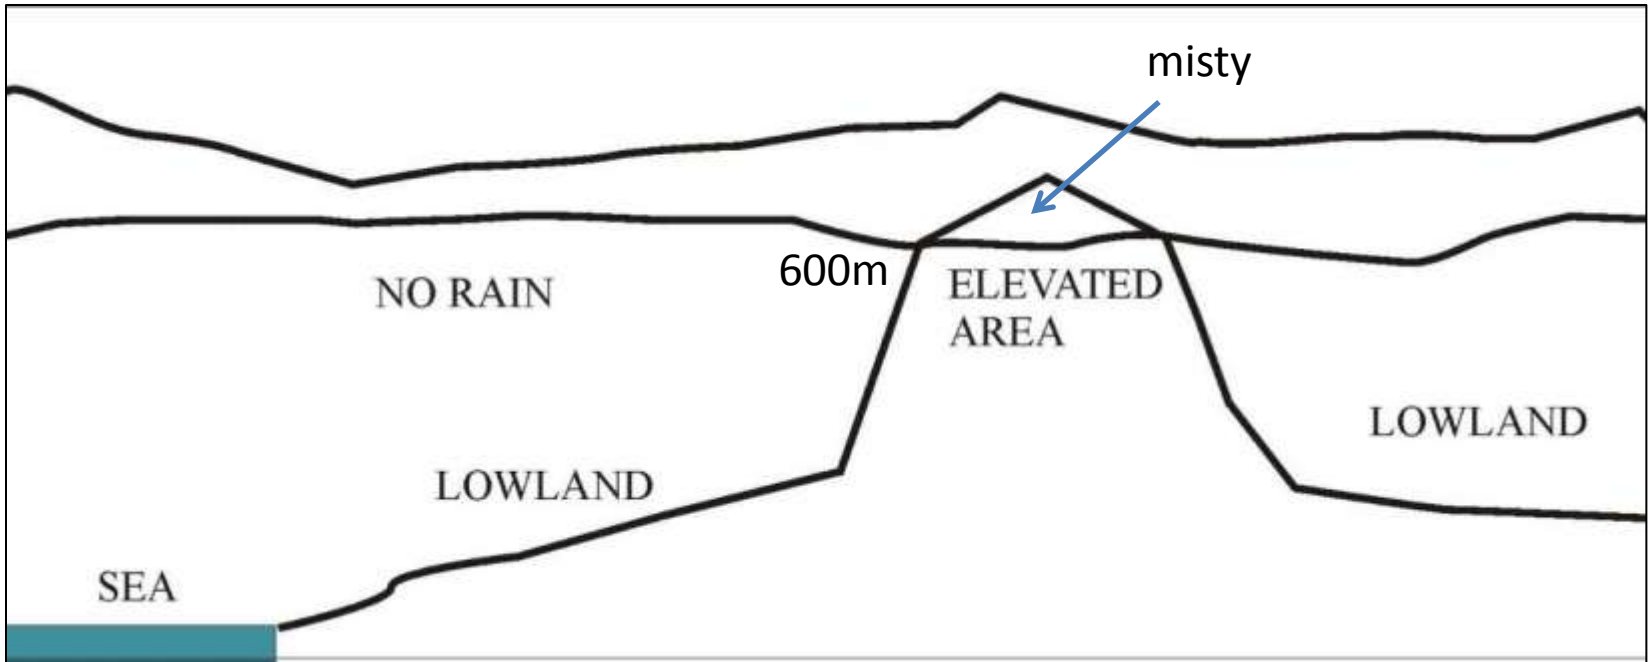 misty
600m
NO RAIN
ELEVATED
AREA
LOWLAND
LOWLAND
SEA